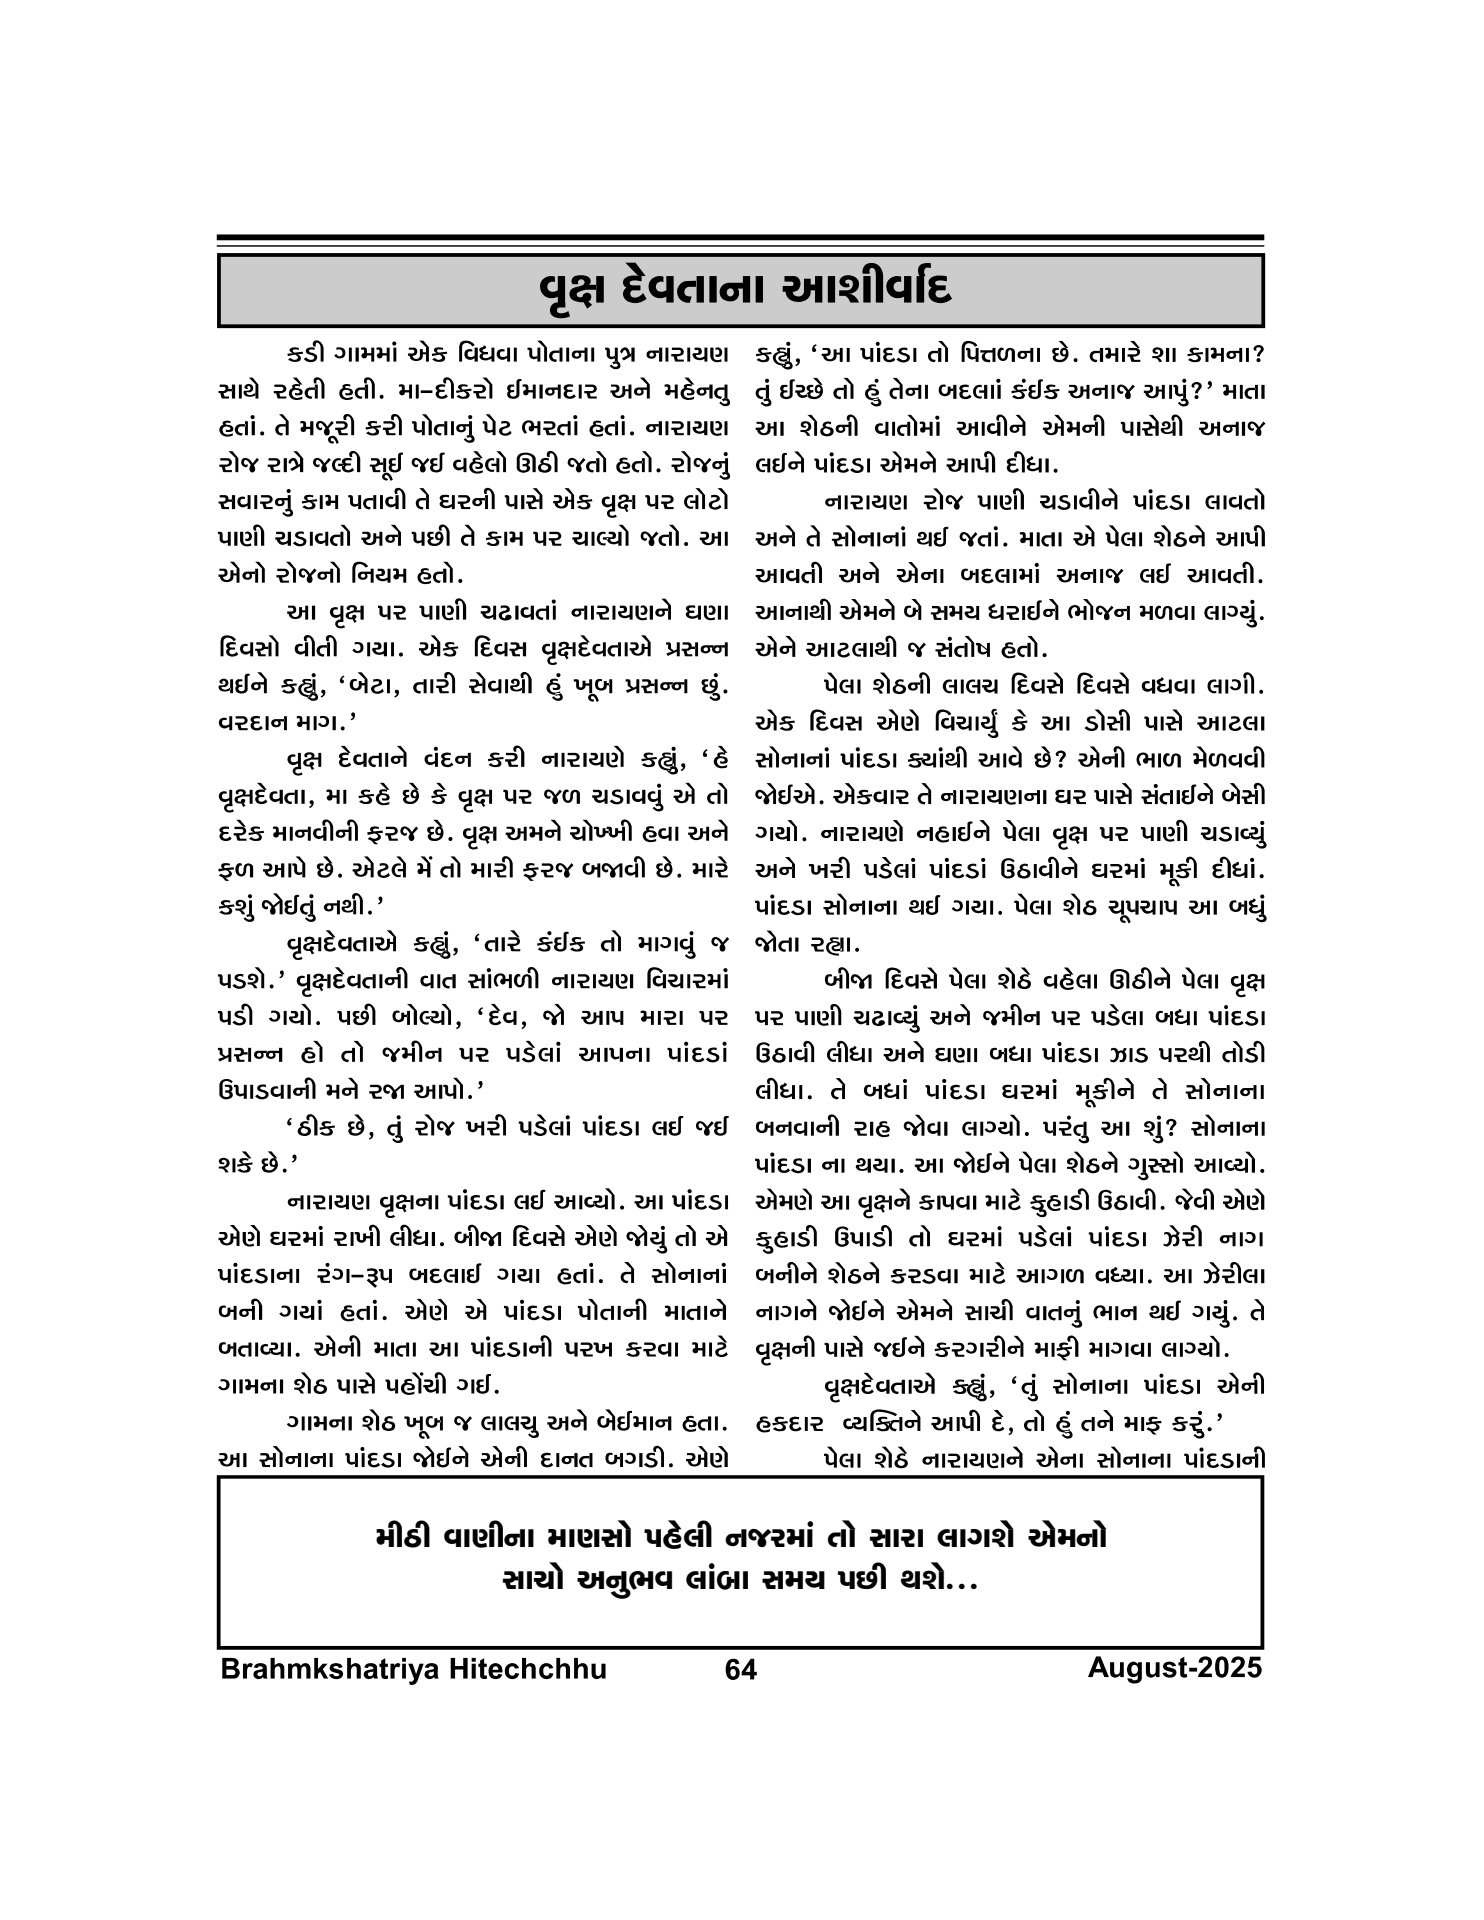 વૃક્ષ દેવતાના આશીર્વાદ
કડી ગામમાં એક વિધવા પોતાના પુત્ર નારાયણ
સાથે રહેતી હતી. મા–દીકરો ઈમાનદાર અને મહેનતુ
હતાં. તે મજૂરી કરી પોતાનું પેટ ભરતાં હતાં. નારાયણ
રોજ રાત્રે જલ્દી સૂઈ જઈ વહેલો ઊઠી જતો હતો. રોજનું
સવારનું કામ પતાવી તે ઘરની પાસે એક વૃક્ષ પર લોટો
પાણી ચડાવતો અને પછી તે કામ પર ચાલ્યો જતો. આ
એનો રોજનો નિયમ હતો.
આ વૃક્ષ પર પાણી ચઢાવતાં નારાયણને ઘણા
દિવસો વીતી ગયા. એક દિવસ વૃક્ષદેવતાએ પ્રસન્ન
થઈને કહ્યું, ‘બેટા, તારી સેવાથી હું ખૂબ પ્રસન્ન છું.
વરદાન માગ.’
વૃક્ષ દેવતાને વંદન કરી નારાયણે કહ્યું, ‘હે
વૃક્ષદેવતા, મા કહે છે કે વૃક્ષ પર જળ ચડાવવું એ તો
દરેક માનવીની ફરજ છે. વૃક્ષ અમને ચોખ્ખી હવા અને
ફળ આપે છે. એટલે મેં તો મારી ફરજ બજાવી છે. મારે
કશું જોઈતું નથી.’
વૃક્ષદેવતાએ કહ્યું, ‘તારે કંઈક તો માગવું જ
પડશે.’ વૃક્ષદેવતાની વાત સાંભળી નારાયણ વિચારમાં
પડી ગયો. પછી બોલ્યો, ‘દેવ, જો આપ મારા પર
પ્રસન્ન હો તો જમીન પર પડેલાં આપના પાંદડાં
ઉપાડવાની મને રજા આપો.’
‘ઠીક છે, તું રોજ ખરી પડેલાં પાંદડા લઈ જઈ
શકે છે.’
નારાયણ વૃક્ષના પાંદડા લઈ આવ્યો. આ પાંદડા
એણે ઘરમાં રાખી લીધા. બીજા દિવસે એણે જોયું તો એ
પાંદડાના રંગ–રૂપ બદલાઈ ગયા હતાં. તે સોનાનાં
બની ગયાં હતાં. એણે એ પાંદડા પોતાની માતાને
બતાવ્યા. એની માતા આ પાંદડાની પરખ કરવા માટે
ગામના શેઠ પાસે પહોંચી ગઈ.
ગામના શેઠ ખૂબ જ લાલચુ અને બેઈમાન હતા.
આ સોનાના પાંદડા જોઈને એની દાનત બગડી. એણે
કહ્યું, ‘આ પાંદડા તો પિત્તળના છે. તમારે શા કામના?
તું ઈચ્છે તો હું તેના બદલાાં કંઈક અનાજ આપું?’ માતા
આ શેઠની વાતોમાં આવીને એમની પાસેથી અનાજ
લઈને પાંદડા એમને આપી દીધા.
નારાયણ રોજ પાણી ચડાવીને પાંદડા લાવતો
અને તે સોનાનાં થઈ જતાં. માતા એ પેલા શેઠને આપી
આવતી અને એના બદલામાં અનાજ લઈ આવતી.
આનાથી એમને બે સમય ધરાઈને ભોજન મળવા લાગ્યું.
એને આટલાથી જ સંતોષ હતો.
પેલા શેઠની લાલચ દિવસે દિવસે વધવા લાગી.
એક દિવસ એણે વિચાર્યું કે આ ડોસી પાસે આટલા
સોનાનાં પાંદડા ક્યાંથી આવે છે? એની ભાળ મેળવવી
જોઈએ. એકવાર તે નારાયણના ઘર પાસે સંતાઈને બેસી
ગયો. નારાયણે નહાઈને પેલા વૃક્ષ પર પાણી ચડાવ્યું
અને ખરી પડેલાં પાંદડાં ઉઠાવીને ઘરમાં મૂકી દીધાં.
પાંદડા સોનાના થઈ ગયા. પેલા શેઠ ચૂપચાપ આ બધું
જોતા રહ્યા.
બીજા દિવસે પેલા શેઠે વહેલા ઊઠીને પેલા વૃક્ષ
પર પાણી ચઢાવ્યું અને જમીન પર પડેલા બધા પાંદડા
ઉઠાવી લીધા અને ઘણા બધા પાંદડા ઝાડ પરથી તોડી
લીધા. તે બધાં પાંદડા ઘરમાં મૂકીને તે સોનાના
બનવાની રાહ જોવા લાગ્યો. પરંતુ આ શું? સોનાના
પાંદડા ના થયા. આ જોઈને પેલા શેઠને ગુસ્સો આવ્યો.
એમણે આ વૃક્ષને કાપવા માટે કુહાડી ઉઠાવી. જેવી એણે
કુહાડી ઉપાડી તો ઘરમાં પડેલાં પાંદડા ઝેરી નાગ
બનીને શેઠને કરડવા માટે આગળ વધ્યા. આ ઝેરીલા
નાગને જોઈને એમને સાચી વાતનું ભાન થઈ ગયું. તે
વૃક્ષની પાસે જઈને કરગરીને માફી માગવા લાગ્યો.
વૃક્ષદેવતાએ ક્હ્યું, ‘તું સોનાના પાંદડા એની
હકદાર વ્યક્તિને આપી દે, તો હું તને માફ કરું.’
પેલા શેઠે નારાયણને એના સોનાના પાંદડાની
મીઠી વાણીના માણસો પહેલી નજરમાં તો સારા લાગશે એમનો
સાચો અનુભવ લાંબા સમય પછી થશે...
Brahmkshatriya Hitechchhu 64 August-2025